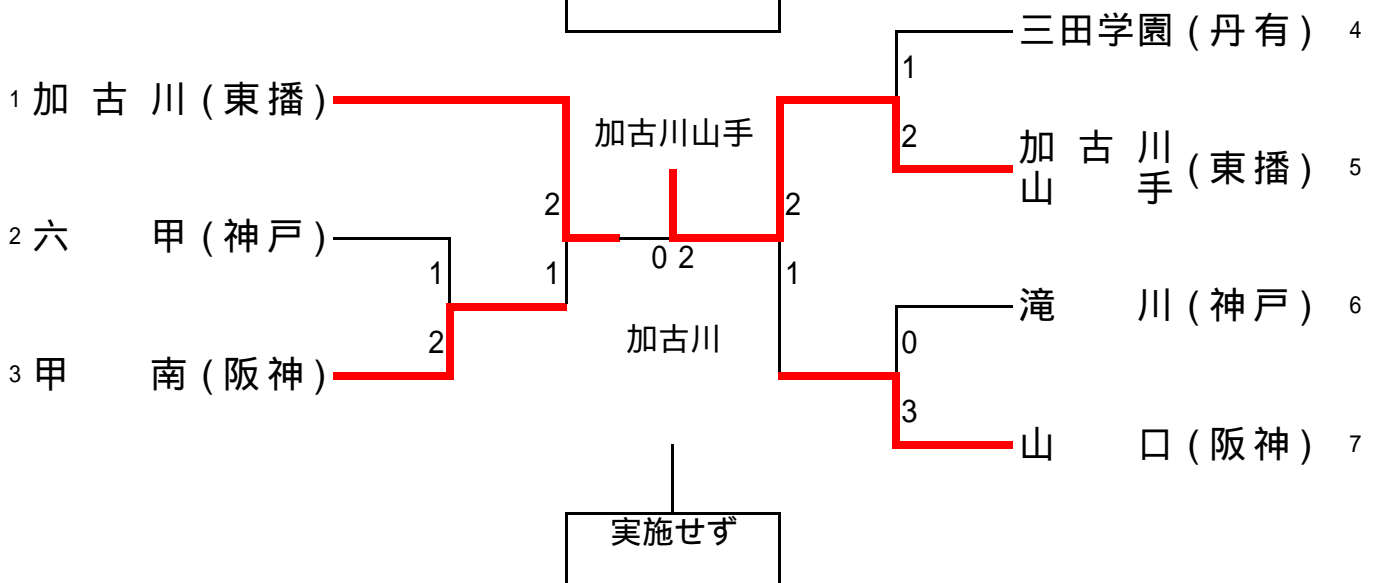 1 加古川(東播)
2 六甲(神戸)
3 甲南(阪神)
1
2
2
1
加古川山手
0 2
加古川
実施せず
2
1
1
2
0
3
三田学園(丹有) 4
加古川
山手(東播) 5
滝川(神戸) 6
山口(阪神) 7